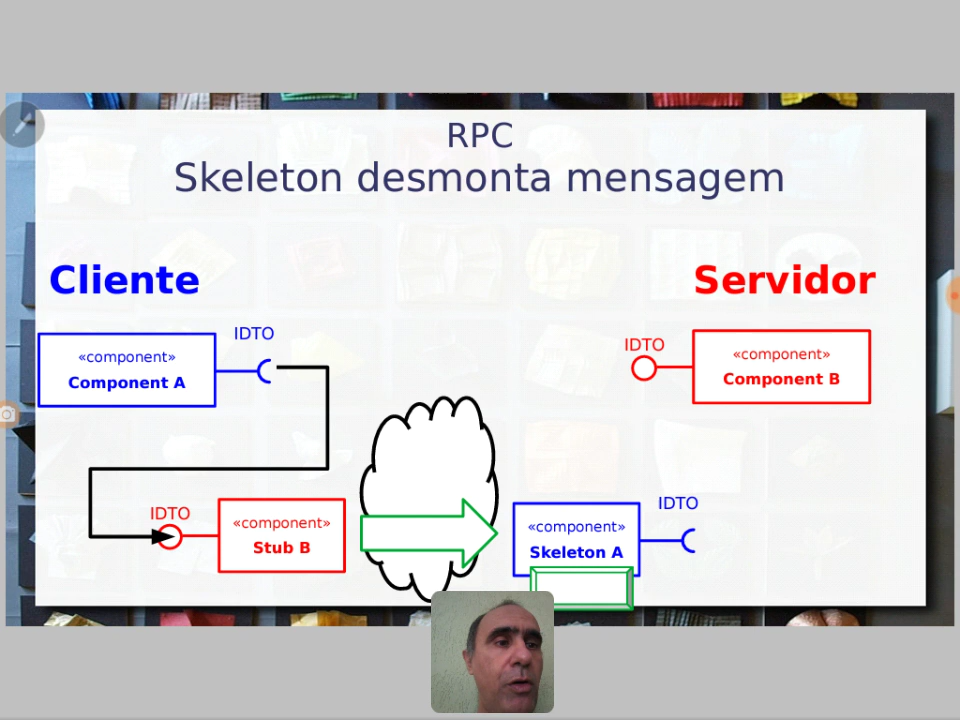 RPC
Skeleton desmonta mensagem
Cliente
Servidor
IDTO
«component»
Component A
IDTO
«component»
Component B
IDTO
«component»
Stub B
«component»
Skeleton A
IDTO